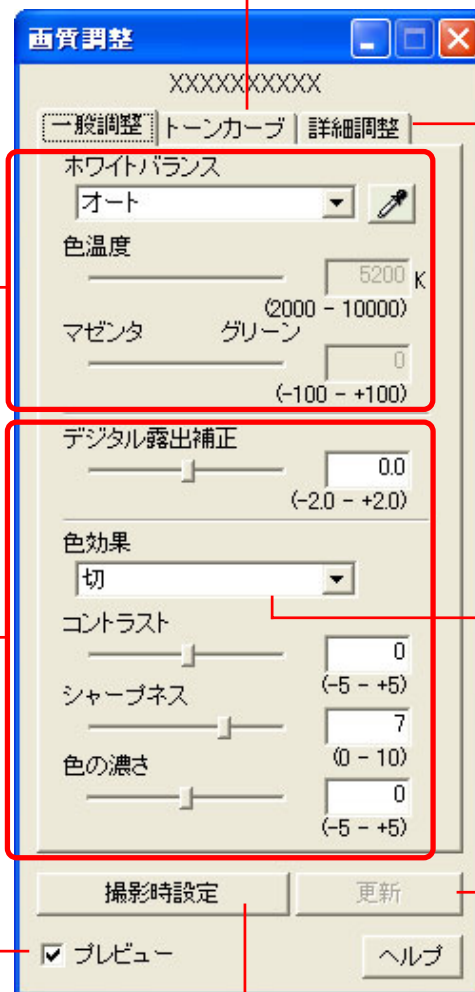 画質調整
XXXXXXXXXX
一般調整 トーンカーブ 詳細調整
ホワイトバランス
オート
色温度
5200 K
(2000 - 10000)
マゼンタ グリーン
0
(-100 - +100)
デジタル露出補正
0.0
(-2.0 - +2.0)
色効果
切
コントラスト
0
(-5 - +5)
シャープネス
7
(0 - 10)
色の濃さ
0
(-5 - +5)
撮影時設定 更新
プレビュー ヘルプ